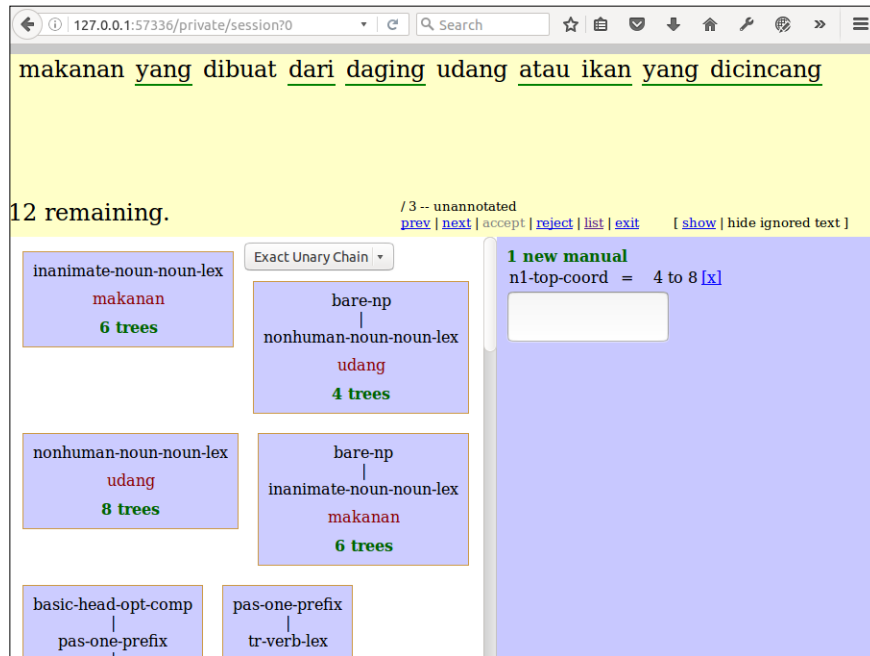 127.0.0.1:57336/private/session?0
Search
makanan yang dibuat dari daging udang atau ikan yang dicincang
12 remaining.
/ 3 -- unannotated
prev | next | accept | reject | list | exit [ show | hide ignored text ]
inanimate-noun-noun-lex
makanan
6 trees
Exact Unary Chain
bare-np
|
nonhuman-noun-noun-lex
udang
4 trees
nonhuman-noun-noun-lex
udang
8 trees
bare-np
|
inanimate-noun-noun-lex
makanan
6 trees
basic-head-opt-comp
|
pas-one-prefix
pas-one-prefix
|
tr-verb-lex
1 new manual
n1-top-coord = 4 to 8 [x]